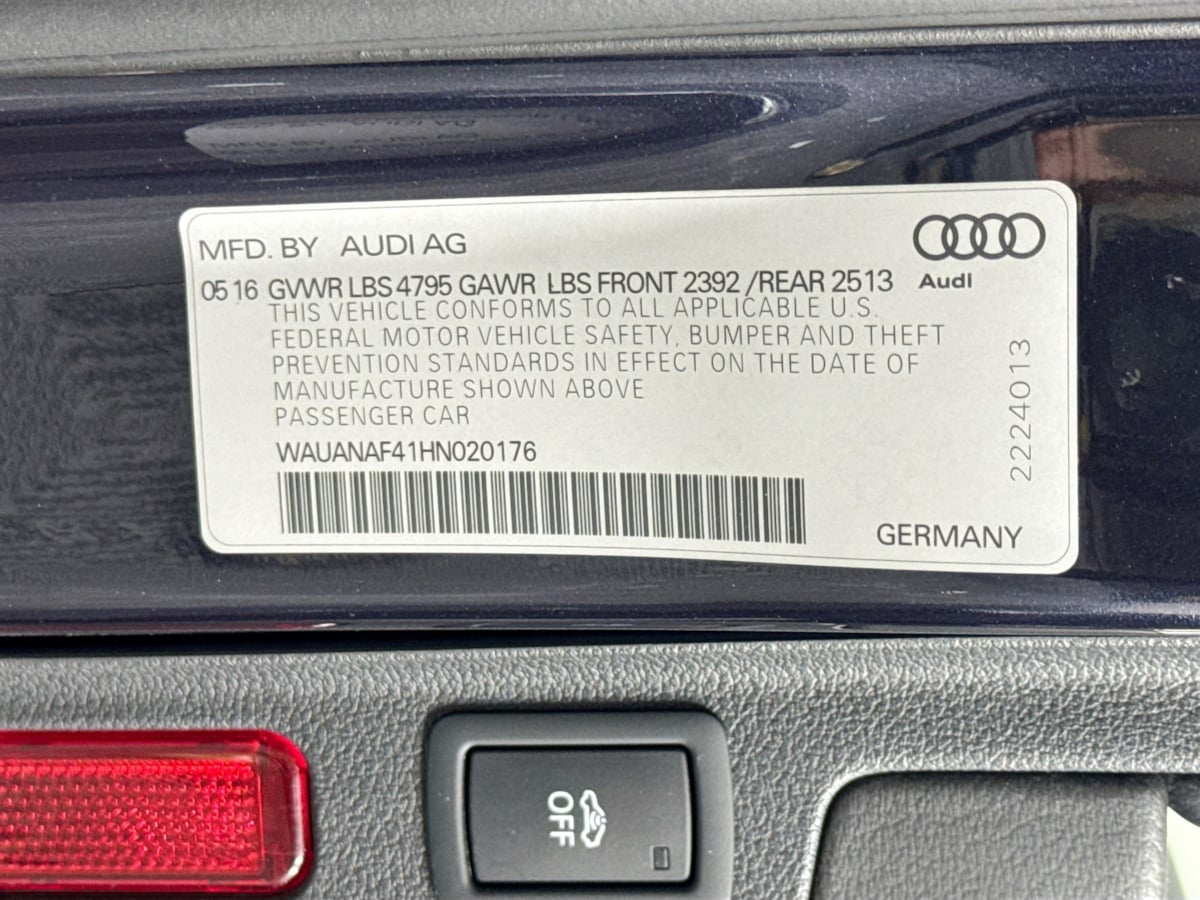 MFD. BY AUDI AG
Audi
05 16 GVWR LBS 4795 GAWR LBS FRONT 2392 /REAR 2513
THIS VEHICLE CONFORMS TO ALL APPLICABLE U.S.
FEDERAL MOTOR VEHICLE SAFETY, BUMPER AND THEFT
PREVENTION STANDARDS IN EFFECT ON THE DATE OF
MANUFACTURE SHOWN ABOVE
PASSENGER CAR
WAUANAF41HN020176
2224013
GERMANY
OFF